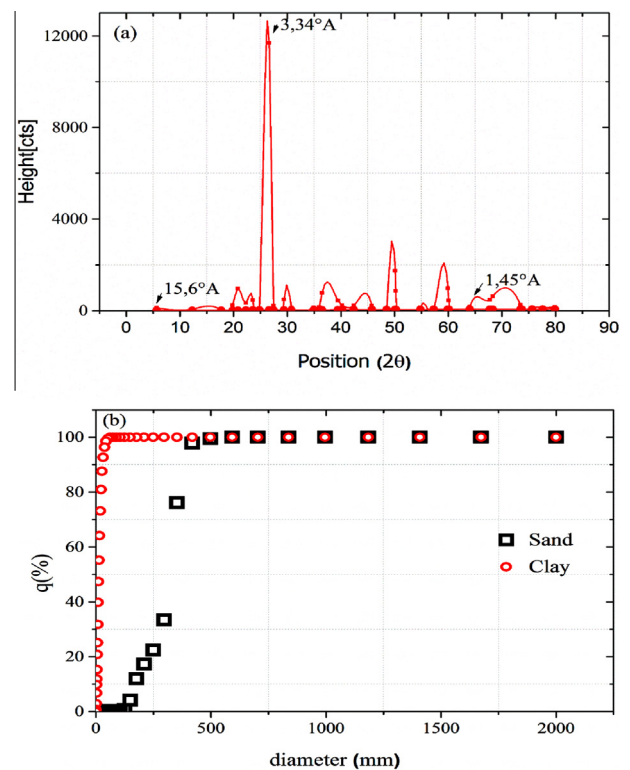 (a)
3,34°A
15,6°A
1,45°A
12000
8000
4000
0
Height[cts]
0 10 20 30 40 50 60 70 80 90
Position (2θ)
(b)
100
80
60
40
20
0
q(%)
Sand
Clay
0 500 1000 1500 2000
diameter (mm)